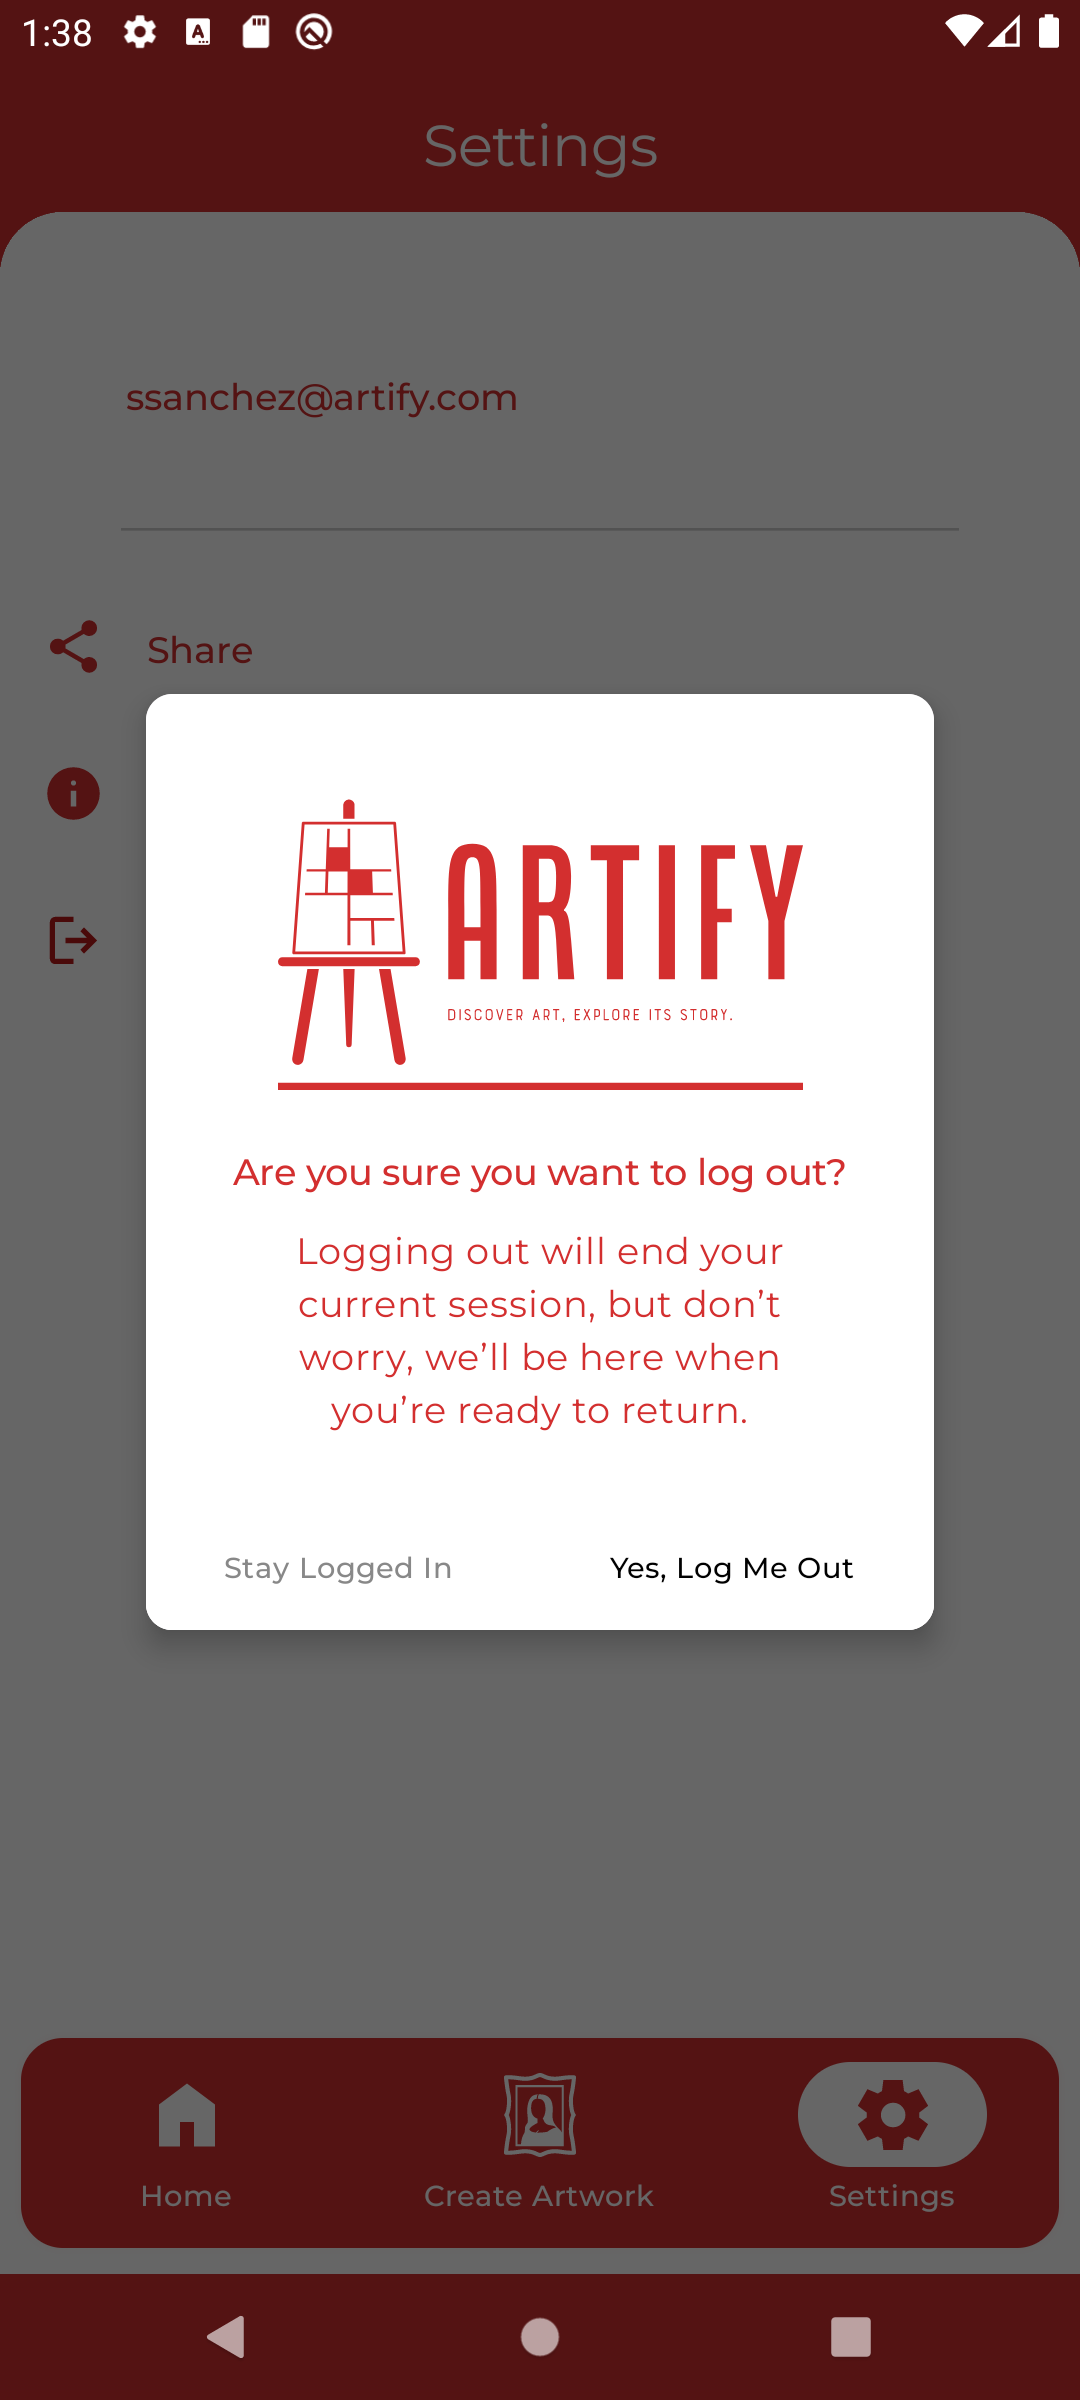 1:38
Settings
ssanchez@artify.com
Share
ARTIFY
DISCOVER ART, EXPLORE ITS STORY.
Are you sure you want to log out?
Logging out will end your
current session, but don’t
worry, we’ll be here when
you’re ready to return.
Stay Logged In
Yes, Log Me Out
Home
Create Artwork
Settings